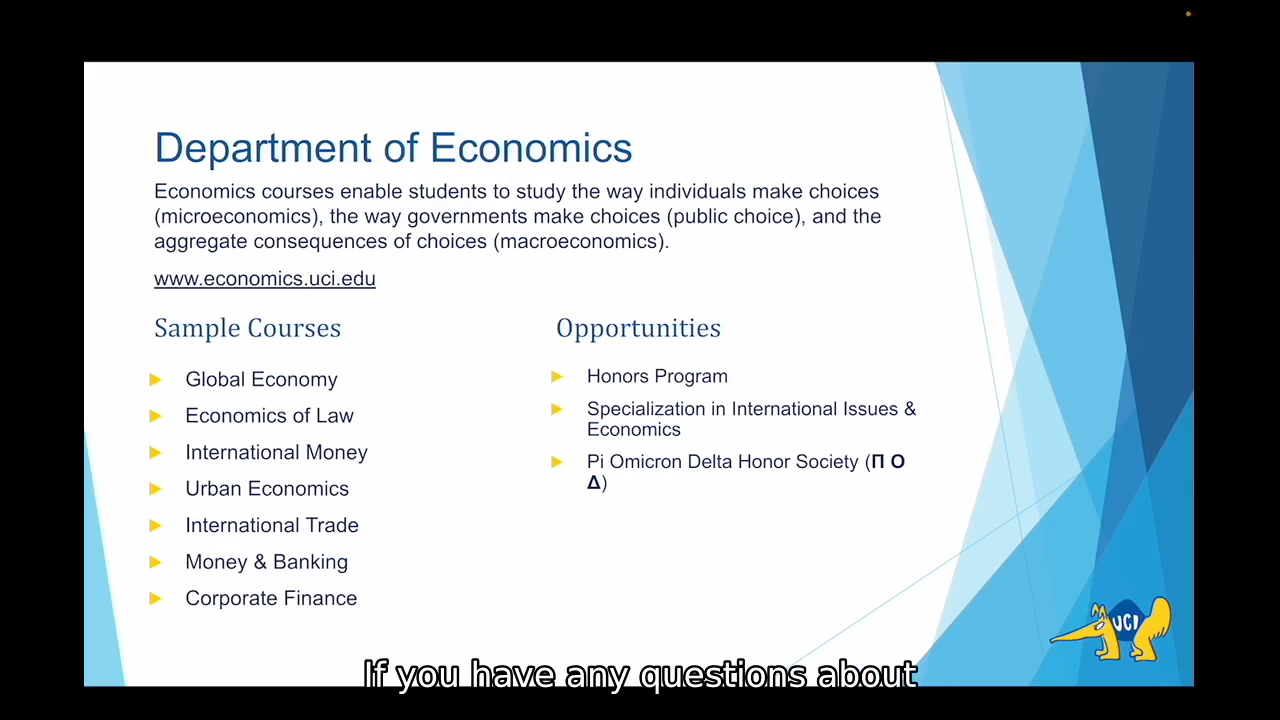 Department of Economics
Economics courses enable students to study the way individuals make choices
(microeconomics), the way governments make choices (public choice), and the
aggregate consequences of choices (macroeconomics).
www.economics.uci.edu
Sample Courses
Global Economy
Economics of Law
International Money
Urban Economics
International Trade
Money & Banking
Corporate Finance
Opportunities
Honors Program
Specialization in International Issues &
Economics
Pi Omicron Delta Honor Society (Π Ο
Δ)
UCI
If you have any questions about